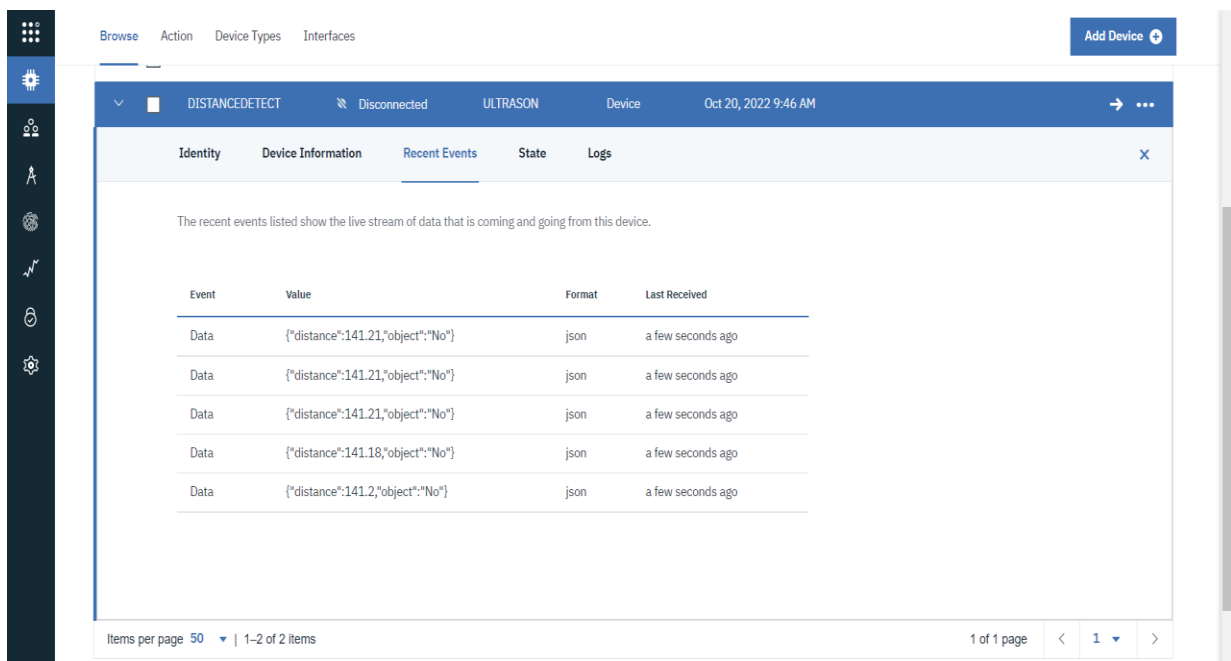 Browse Action Device Types Interfaces Add Device
DISTANCEDETECT Disconnected ULTRASON Device Oct 20, 2022 9:46 AM
Identity Device Information Recent Events State Logs
The recent events listed show the live stream of data that is coming and going from this device.
Event Value Format Last Received
Data {"distance":141.21,"object":"No"} json a few seconds ago
Data {"distance":141.21,"object":"No"} json a few seconds ago
Data {"distance":141.21,"object":"No"} json a few seconds ago
Data {"distance":141.18,"object":"No"} json a few seconds ago
Data {"distance":141.2,"object":"No"} json a few seconds ago
Items per page 50 | 1–2 of 2 items 1 of 1 page 1